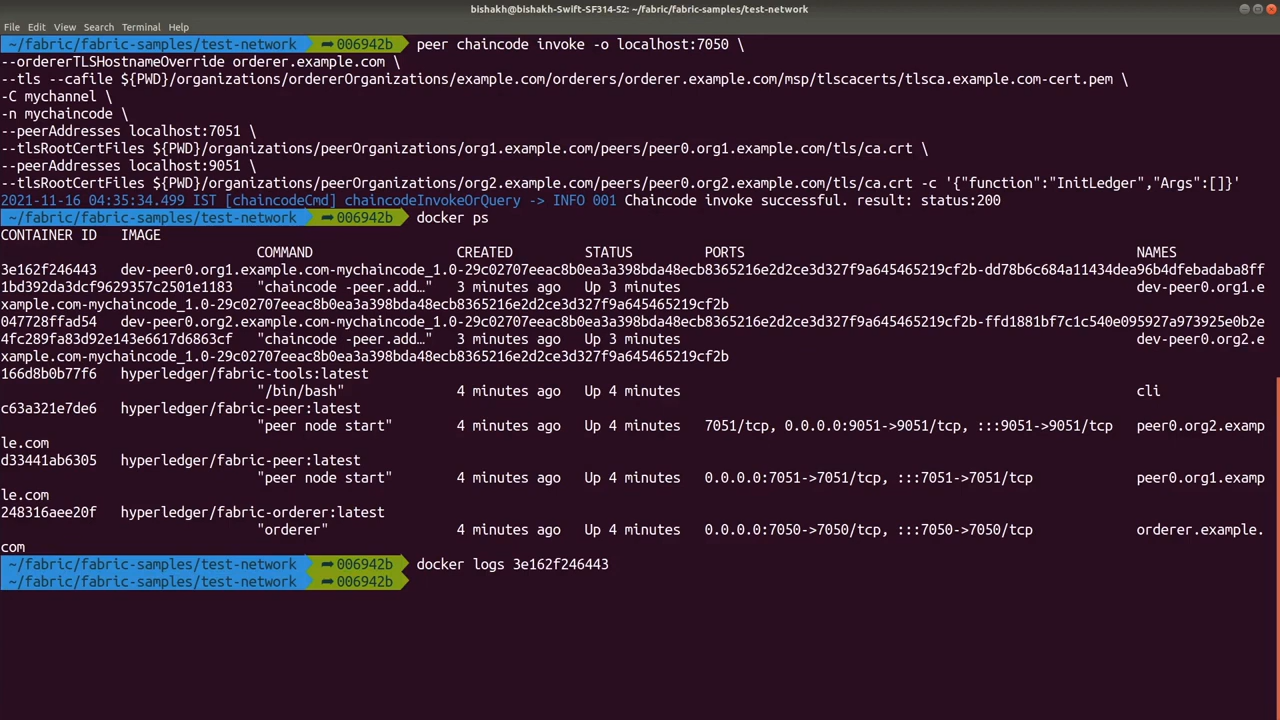 bishakh@bishakh-Swift-SF314-52: ~/fabric/fabric-samples/test-network
File Edit View Search Terminal Help
~/fabric/fabric-samples/test-network ➦006942b peer chaincode invoke -o localhost:7050 \
--ordererTLSHostnameOverride orderer.example.com \
--tls --cafile ${PWD}/organizations/ordererOrganizations/example.com/orderers/orderer.example.com/msp/tlscacerts/tlsca.example.com-cert.pem \
-C mychannel \
-n mychaincode \
--peerAddresses localhost:7051 \
--tlsRootCertFiles ${PWD}/organizations/peerOrganizations/org1.example.com/peers/peer0.org1.example.com/tls/ca.crt \
--peerAddresses localhost:9051 \
--tlsRootCertFiles ${PWD}/organizations/peerOrganizations/org2.example.com/peers/peer0.org2.example.com/tls/ca.crt -c '{"function":"InitLedger","Args":[]}'
2021-11-16 04:35:34.499 IST [chaincodeCmd] chaincodeInvokeOrQuery -> INFO 001 Chaincode invoke successful. result: status:200
~/fabric/fabric-samples/test-network ➦006942b docker ps
CONTAINER ID IMAGE
COMMAND CREATED STATUS PORTS NAMES
3e162f246443 dev-peer0.org1.example.com-mychaincode_1.0-29c02707eeac8b0ea3a398bda48ecb8365216e2d2ce3d327f9a645465219cf2b-dd78b6c684a11434dea96b4dfebadaba8ff
1bd392da3dcf9629357c2501e1183 "chaincode -peer.add…" 3 minutes ago Up 3 minutes dev-peer0.org1.e
xample.com-mychaincode_1.0-29c02707eeac8b0ea3a398bda48ecb8365216e2d2ce3d327f9a645465219cf2b
047728ffad54 dev-peer0.org2.example.com-mychaincode_1.0-29c02707eeac8b0ea3a398bda48ecb8365216e2d2ce3d327f9a645465219cf2b-ffd1881bf7c1c540e095927a973925e0b2e
4fc289fa83d92e143e6617d6863cf "chaincode -peer.add…" 3 minutes ago Up 3 minutes dev-peer0.org2.e
xample.com-mychaincode_1.0-29c02707eeac8b0ea3a398bda48ecb8365216e2d2ce3d327f9a645465219cf2b
166d8b0b77f6 hyperledger/fabric-tools:latest
"/bin/bash" 4 minutes ago Up 4 minutes cli
c63a321e7de6 hyperledger/fabric-peer:latest
"peer node start" 4 minutes ago Up 4 minutes 7051/tcp, 0.0.0.0:9051->9051/tcp, :::9051->9051/tcp peer0.org2.examp
le.com
d33441ab6305 hyperledger/fabric-peer:latest
"peer node start" 4 minutes ago Up 4 minutes 0.0.0.0:7051->7051/tcp, :::7051->7051/tcp peer0.org1.examp
le.com
248316aee20f hyperledger/fabric-orderer:latest
"orderer" 4 minutes ago Up 4 minutes 0.0.0.0:7050->7050/tcp, :::7050->7050/tcp orderer.example.
com
~/fabric/fabric-samples/test-network ➦006942b docker logs 3e162f246443
~/fabric/fabric-samples/test-network ➦006942b